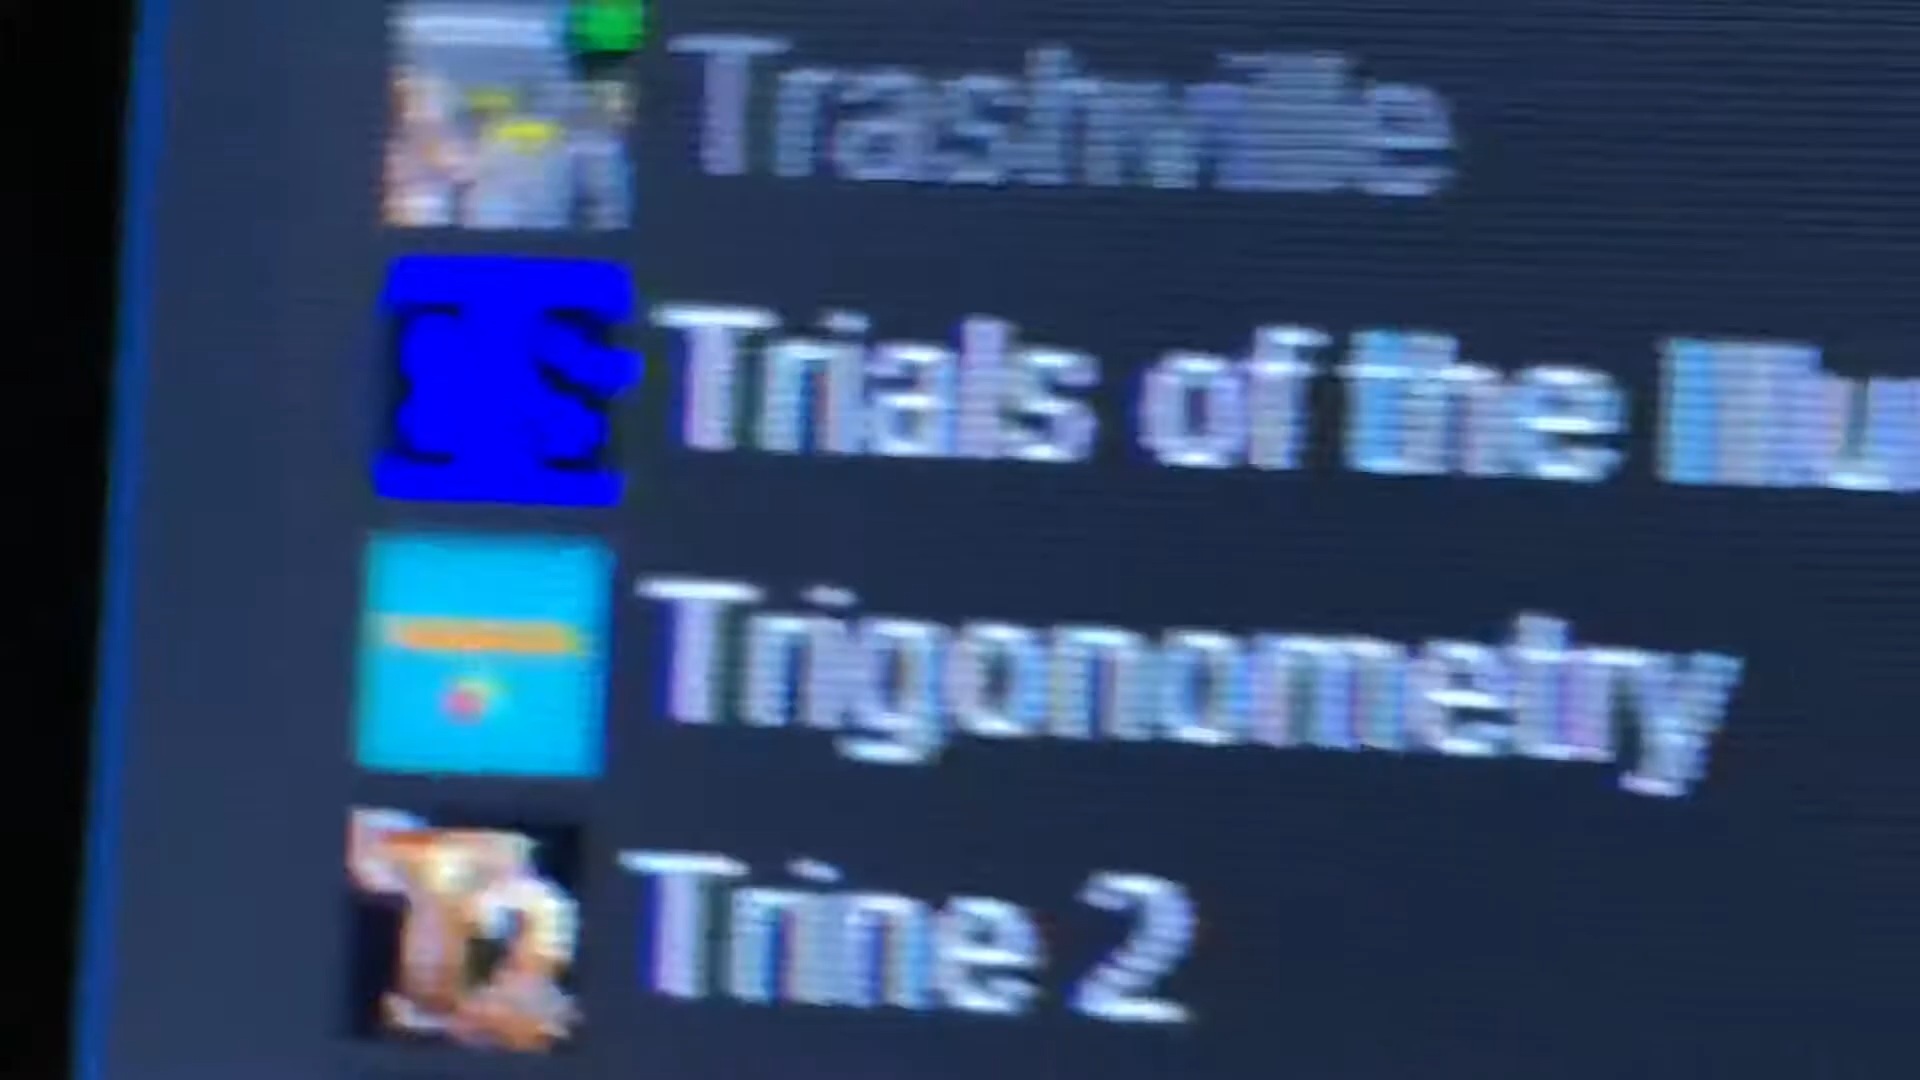 Trashville
Trials of the
Trigonometry
Trine 2